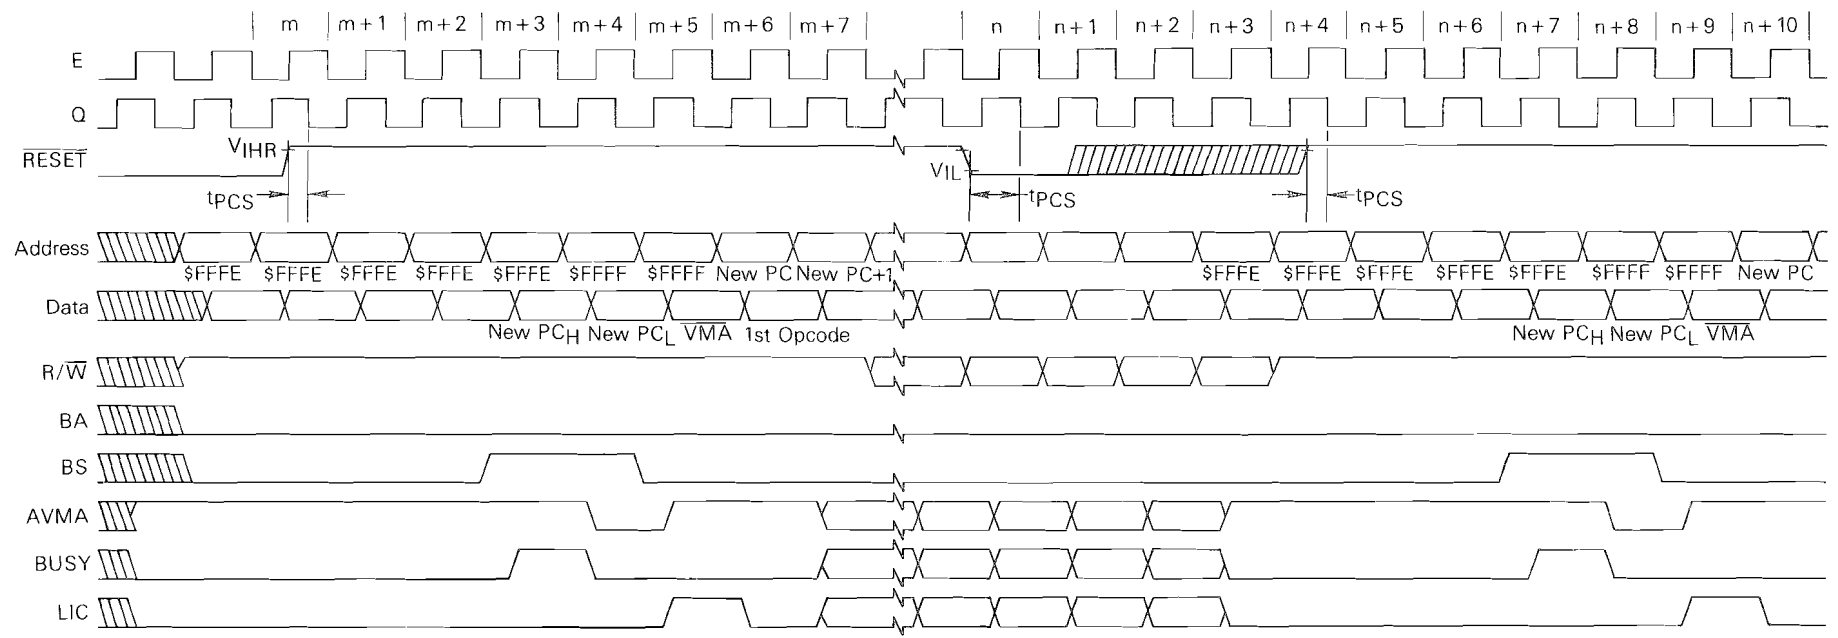 m m+1 m+2 m+3 m+4 m+5 m+6 m+7 n n+1 n+2 n+3 n+4 n+5 n+6 n+7 n+8 n+9 n+10
E
Q
RESET VIHR VIL
tPCS tPCS tPCS
Address
$FFFE $FFFE $FFFE $FFFE $FFFE $FFFF $FFFF New PC New PC+1 $FFFE $FFFE $FFFE $FFFE $FFFE $FFFF $FFFF New PC
Data
New PCH New PCL VMA 1st Opcode New PCH New PCL VMA
R/W
BA
BS
AVMA
BUSY
LIC